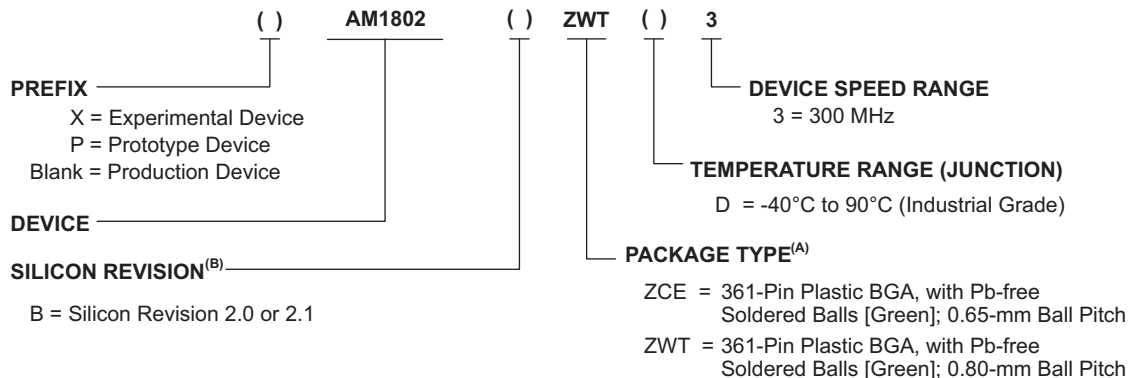 ( ) AM1802 ( ) ZWT ( ) 3
PREFIX
X = Experimental Device
P = Prototype Device
Blank = Production Device
DEVICE
SILICON REVISION(B)
B = Silicon Revision 2.0 or 2.1
DEVICE SPEED RANGE
3 = 300 MHz
TEMPERATURE RANGE (JUNCTION)
D = -40°C to 90°C (Industrial Grade)
PACKAGE TYPE(A)
ZCE = 361-Pin Plastic BGA, with Pb-free
Soldered Balls [Green]; 0.65-mm Ball Pitch
ZWT = 361-Pin Plastic BGA, with Pb-free
Soldered Balls [Green]; 0.80-mm Ball Pitch